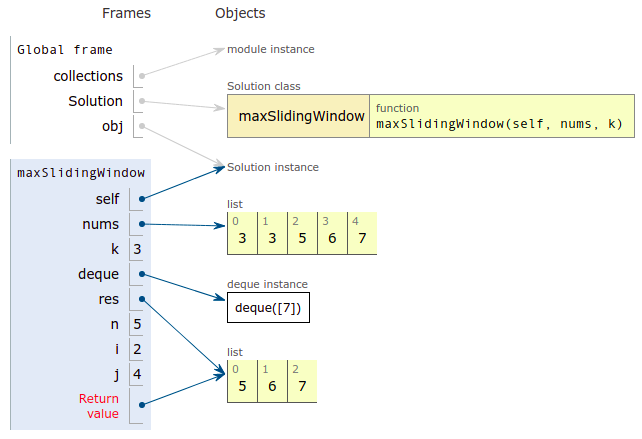 Frames Objects
Global frame
module instance
collections
Solution class
Solution
maxSlidingWindow
function
maxSlidingWindow(self, nums, k)
obj
maxSlidingWindow
Solution instance
self
list
0 1 2 3 4
3 3 5 6 7
nums
k 3
deque
deque instance
deque([7])
res
n 5
i 2
list
0 1 2
5 6 7
j 4
Return
value